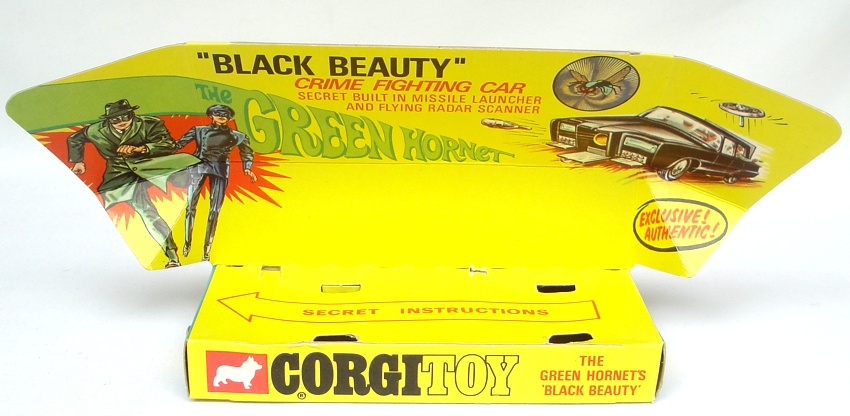 "BLACK BEAUTY"
CRIME FIGHTING CAR
SECRET BUILT IN MISSILE LAUNCHER
AND FLYING RADAR SCANNER
THE
GREEN HORNET
EXCLUSIVE!
AUTHENTIC!
SECRET INSTRUCTIONS
CORGI TOY
®
THE
GREEN HORNET'S
'BLACK BEAUTY'